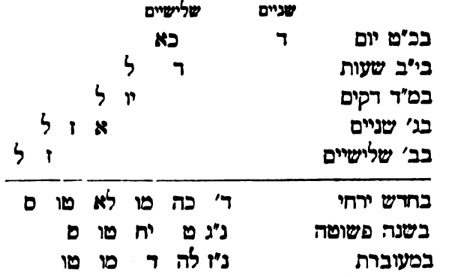 שניים שלישיים
בכ״ט יום ד כא
בי״ב שעות ד ל
במ״ד דקים יו ל
בג׳ שניים א ז ל
בב׳ שלישיים ז ל
בחדש ירחי ד׳ כה מו לא טו ם
בשנה פשוטה נ״ג ט יח טו ם
במעוברת נ״ז לה ד מו טו